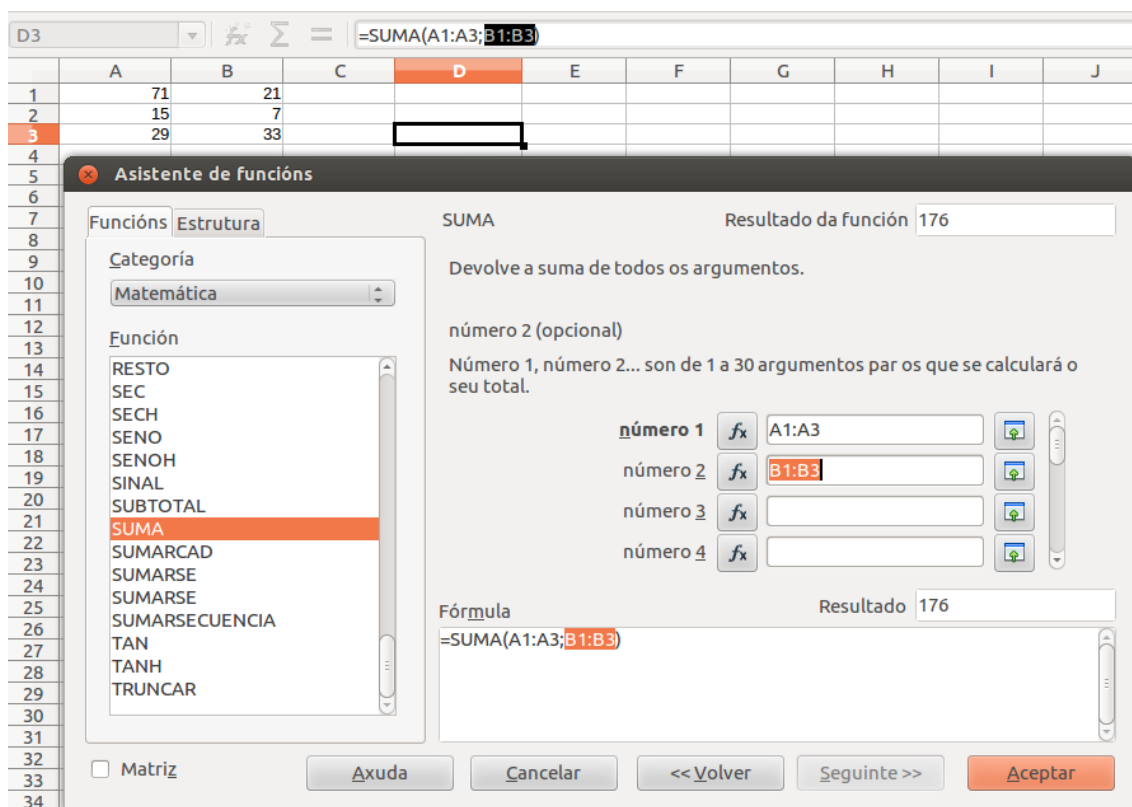 D3
=SUMA(A1:A3;B1:B3)
A B C D E F G H I J
1 71 21
2 15 7
3 29 33
4
5
6
7
8
9
10
11
12
13
14
15
16
17
18
19
20
21
22
23
24
25
26
27
28
29
30
31
32
33
34
Asistente de funcións
Funcións Estrutura
Categoría
Matemática
Función
RESTO
SEC
SECH
SENO
SENOH
SINAL
SUBTOTAL
SUMA
SUMARCAD
SUMARSE
SUMARSE
SUMARSECUENCIA
TAN
TANH
TRUNCAR
SUMA Resultado da función 176
Devolve a suma de todos os argumentos.
número 2 (opcional)
Número 1, número 2... son de 1 a 30 argumentos par os que se calculará o
seu total.
número 1 fx A1:A3
número 2 fx B1:B3
número 3 fx
número 4 fx
Fórmula Resultado 176
=SUMA(A1:A3;B1:B3)
Matriz Axuda Cancelar << Volver Seguinte >> Aceptar